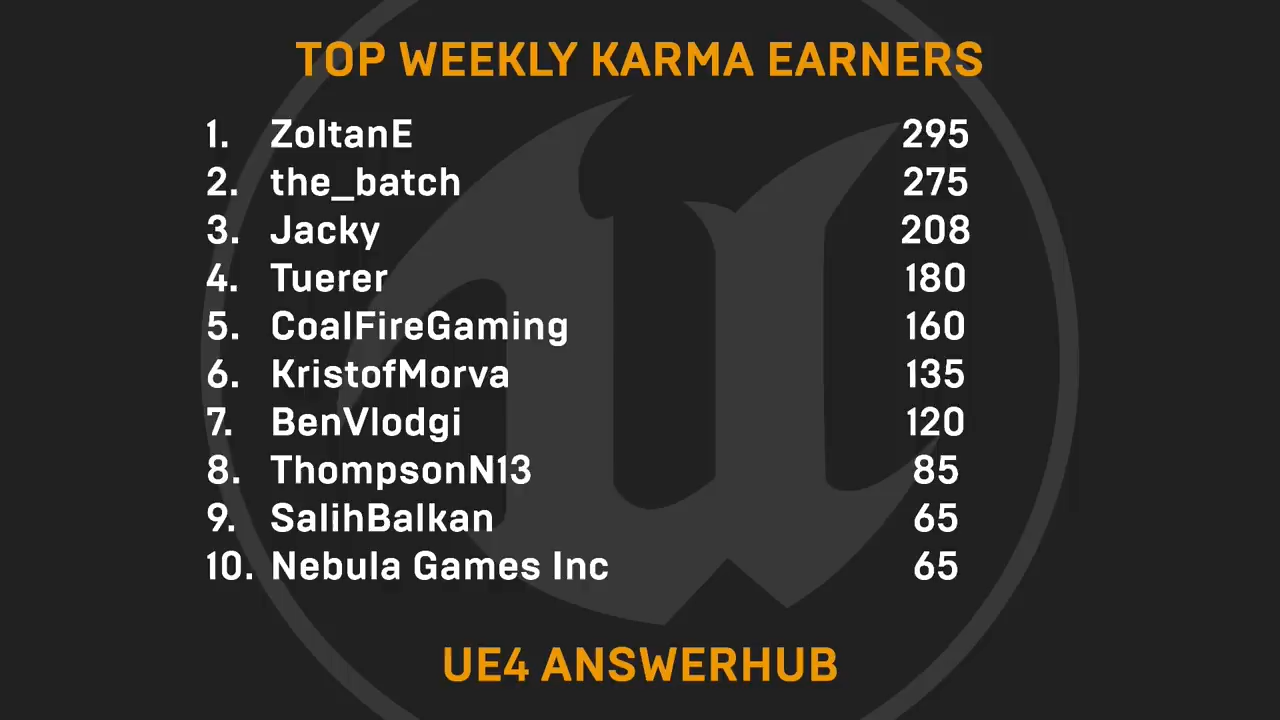 TOP WEEKLY KARMA EARNERS
1. ZoltanE 295
2. the_batch 275
3. Jacky 208
4. Tuerer 180
5. CoalFireGaming 160
6. KristofMorva 135
7. BenVlodgi 120
8. ThompsonN13 85
9. SalihBalkan 65
10. Nebula Games Inc 65
UE4 ANSWERHUB